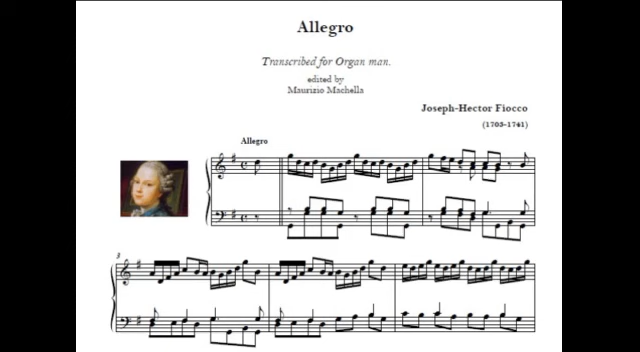 Allegro
Transcribed for Organ man.
edited by
Maurizio Machella
Joseph-Hector Fiocco
(1703-1741)
Allegro
3